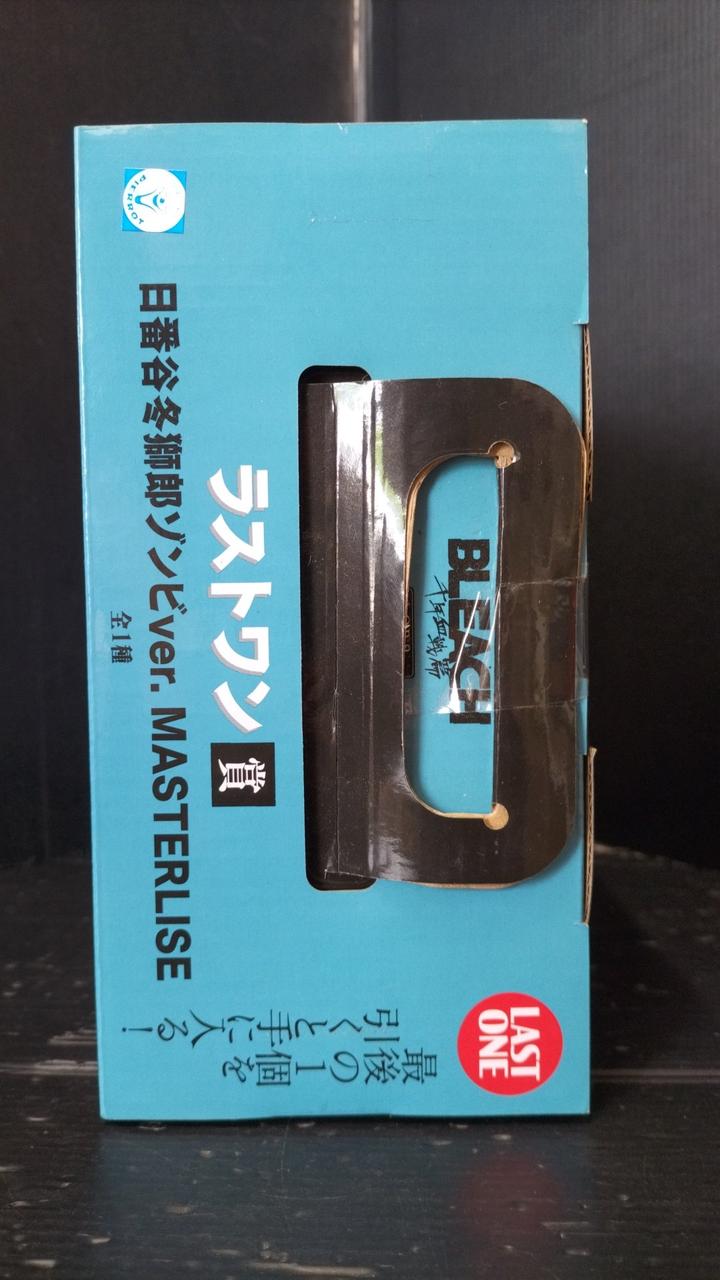 PIERROT
BLEACH
千年血戦篇
ラストワン賞
日番谷冬獅郎ゾンビver. MASTERLISE
全1種
LAST
ONE
最後の1個を
引くと手に入る!